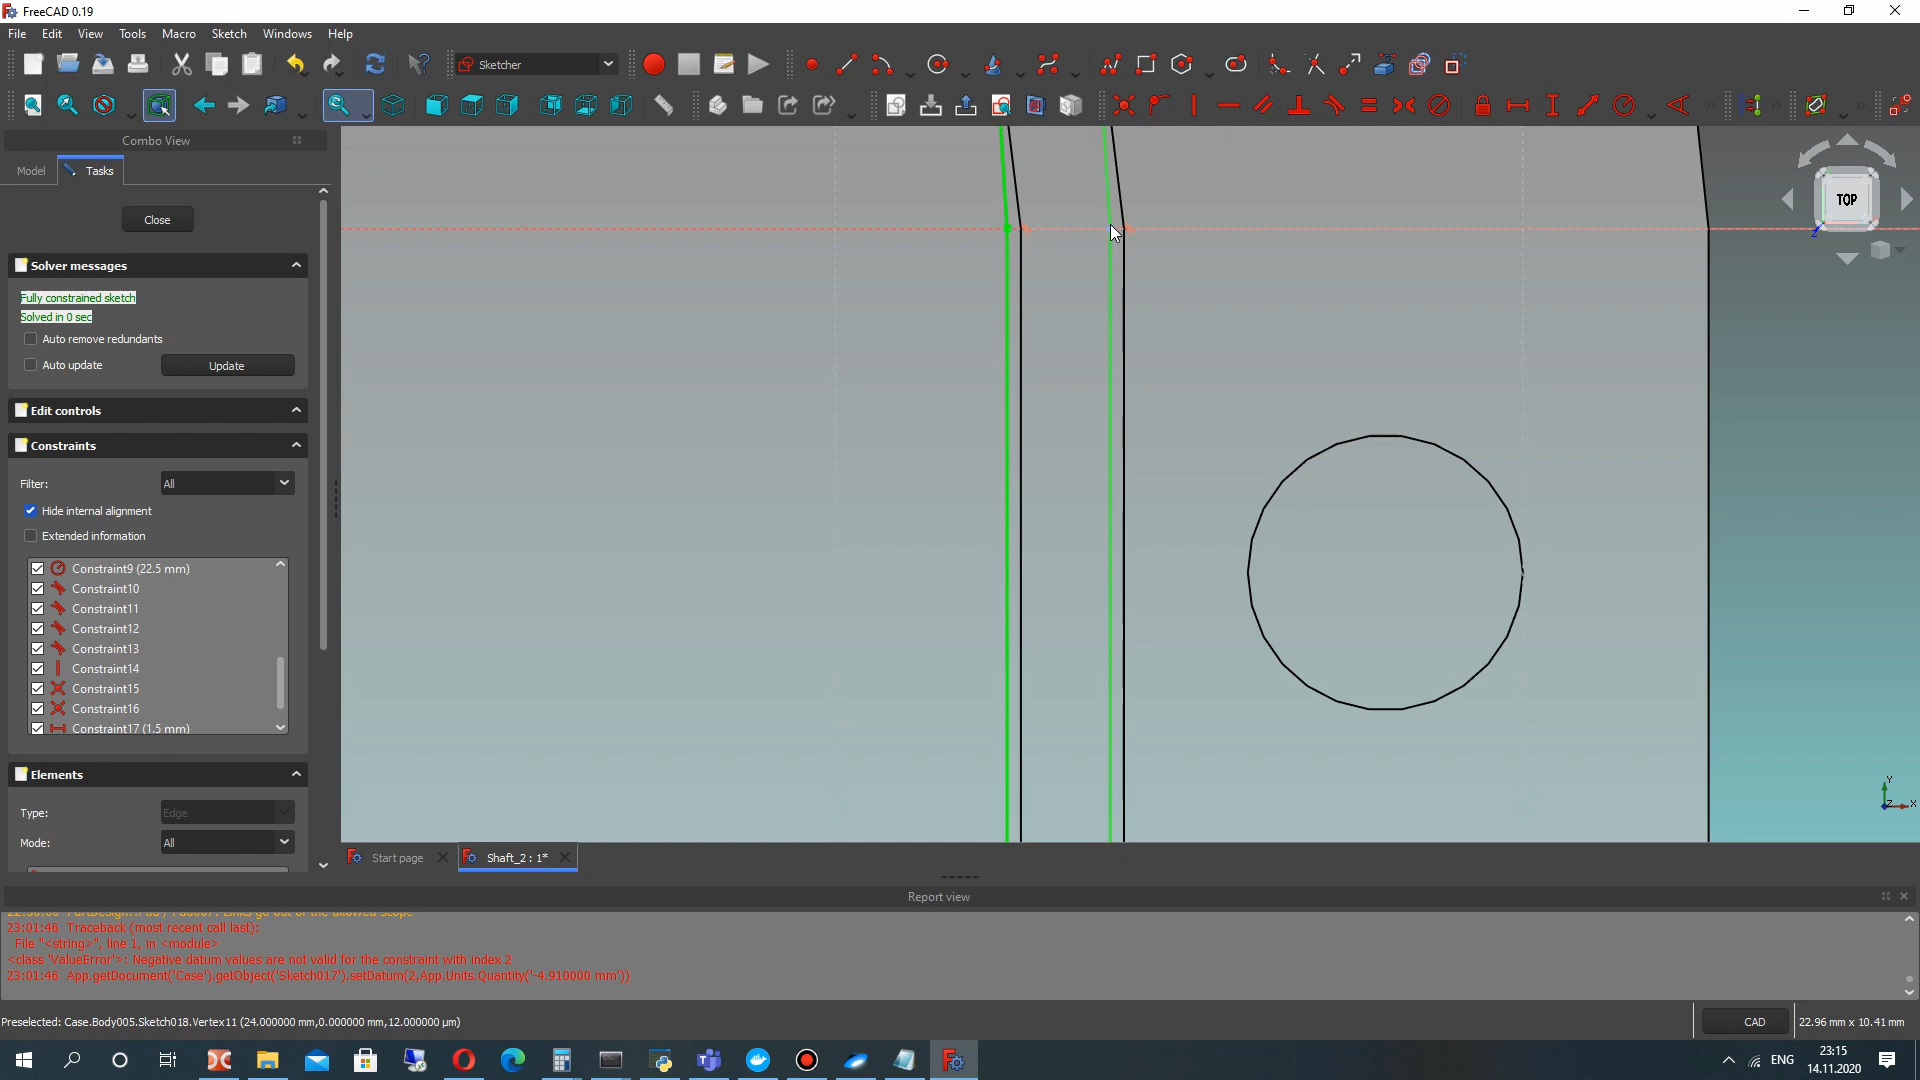 FreeCAD 0.19
File Edit View Tools Macro Sketch Windows Help
Sketcher
Combo View
Model Tasks
Close
Solver messages
Fully constrained sketch
Solved in 0 sec
Auto remove redundants
Auto update Update
Edit controls
Constraints
Filter: All
Hide internal alignment
Extended information
Constraint9 (22.5 mm)
Constraint10
Constraint11
Constraint12
Constraint13
Constraint14
Constraint15
Constraint16
Constraint17 (1.5 mm)
Elements
Type: Edge
Mode: All
TOP
Z
Y
Z X
Start page Shaft_2 : 1*
Report view
23:01:46 Traceback (most recent call last):
File "<string>", line 1, in <module>
<class 'ValueError'>: Negative datum values are not valid for the constraint with index 2
23:01:46 App.getDocument('Case').getObject('Sketch017').setDatum(2,App.Units.Quantity('-4.910000 mm'))
Preselected: Case.Body005.Sketch018.Vertex11 (24.000000 mm,0.000000 mm,12.000000 µm)
CAD 22.96 mm x 10.41 mm
ENG
23:15
14.11.2020